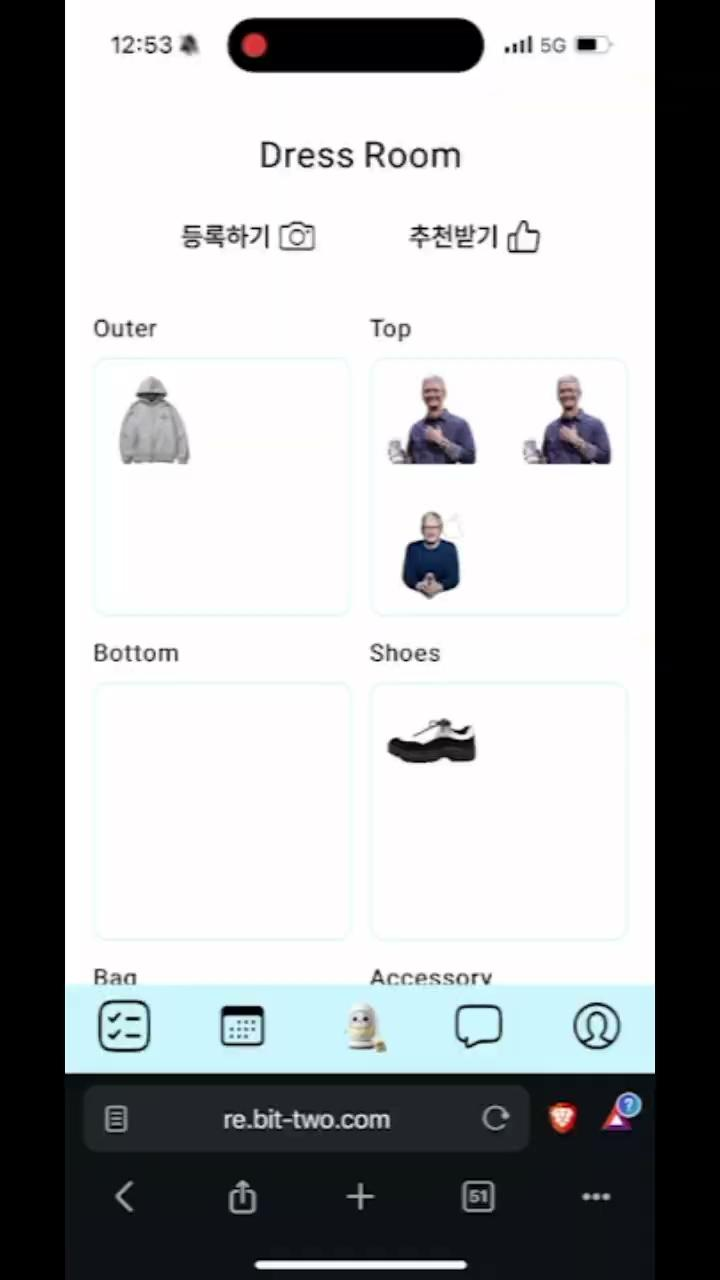 12:53
5G
Dress Room
등록하기
추천받기
Outer
Top
Bottom
Shoes
Bag
Accessory
?
re.bit-two.com
51